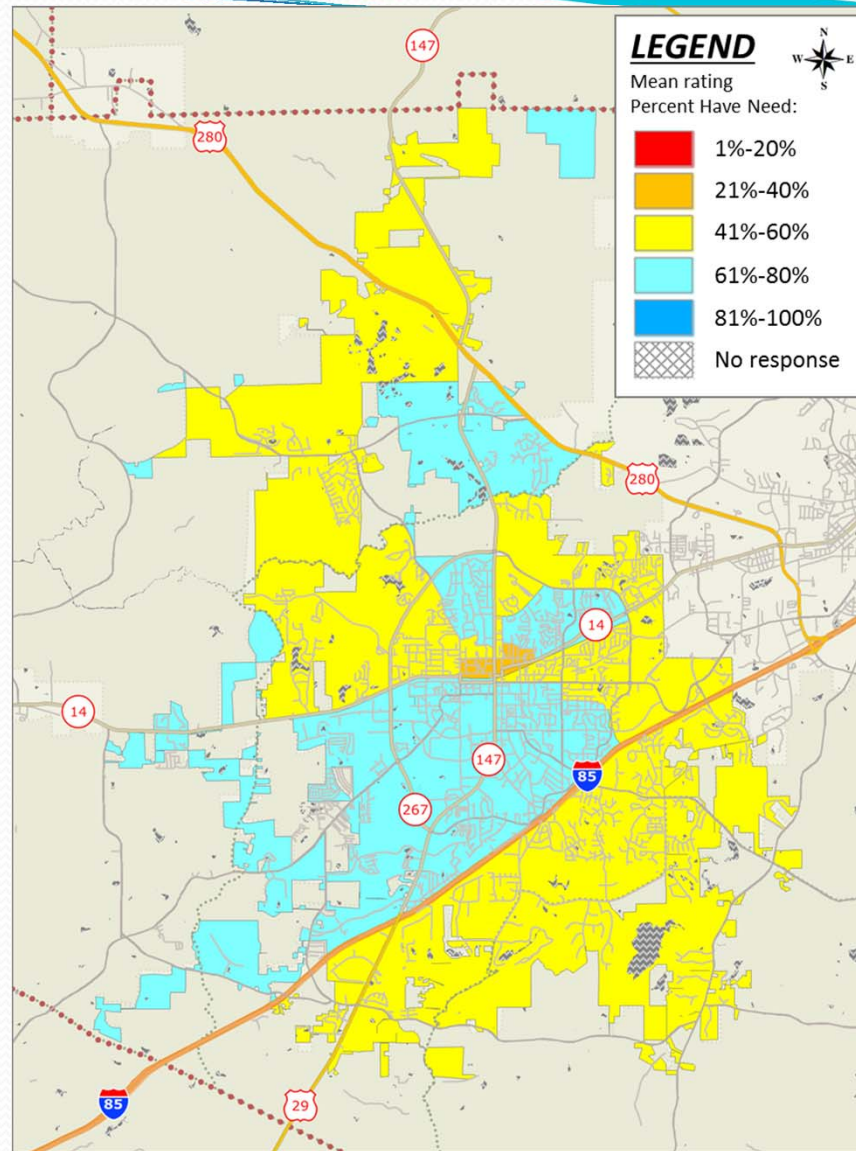 147
LEGEND
N
W E
S
Mean rating
Percent Have Need:
280
1%-20%
21%-40%
41%-60%
61%-80%
81%-100%
No response
280
14
14
147
85
267
85
29